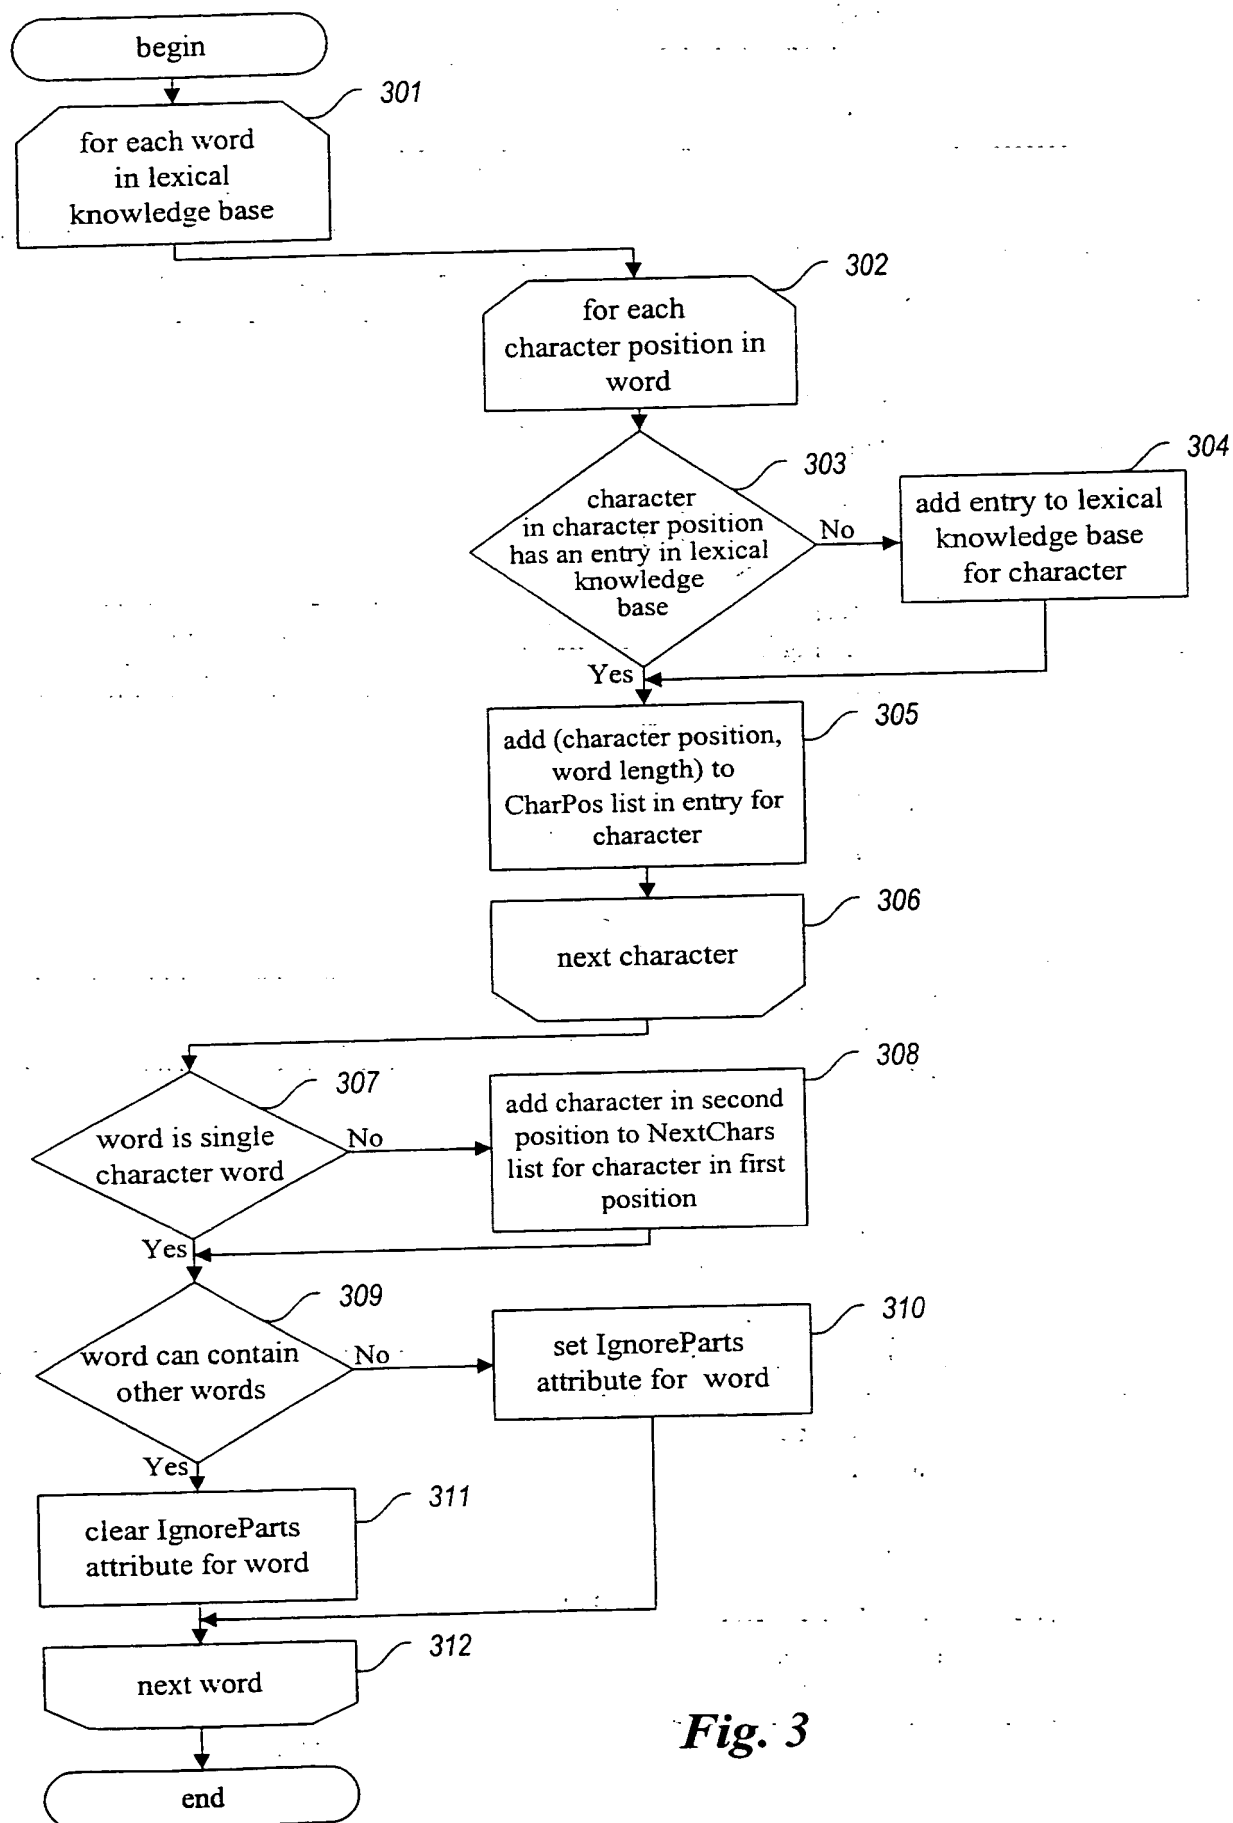 begin
301
for each word
in lexical
knowledge base
302
for each
character position in
word
303
character
in character position
has an entry in lexical
knowledge
base
No
304
add entry to lexical
knowledge base
for character
Yes
305
add (character position,
word length) to
CharPos list in entry for
character
306
next character
307
word is single
character word
No
308
add character in second
position to NextChars
list for character in first
position
Yes
309
word can contain
other words
No
310
set IgnoreParts
attribute for word
Yes
311
clear IgnoreParts
attribute for word
312
next word
Fig. 3
end